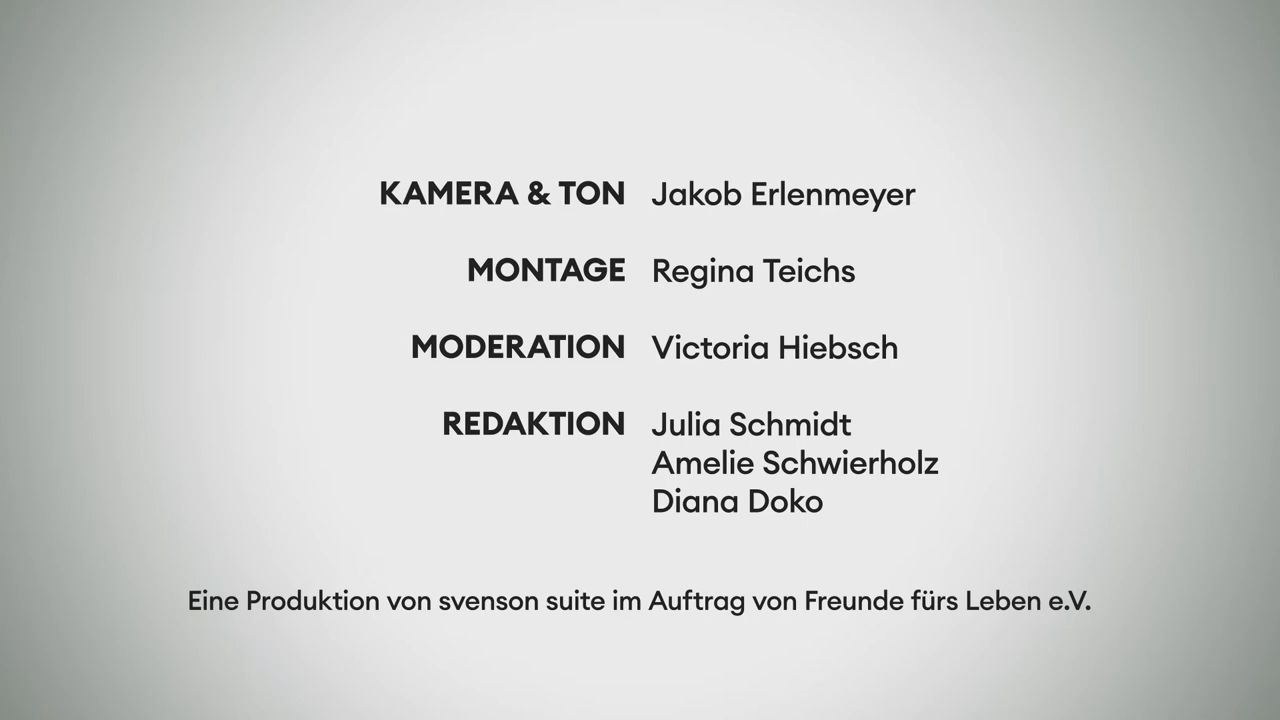 KAMERA & TON Jakob Erlenmeyer
MONTAGE Regina Teichs
MODERATION Victoria Hiebsch
REDAKTION Julia Schmidt
Amelie Schwierholz
Diana Doko
Eine Produktion von svenson suite im Auftrag von Freunde fürs Leben e.V.